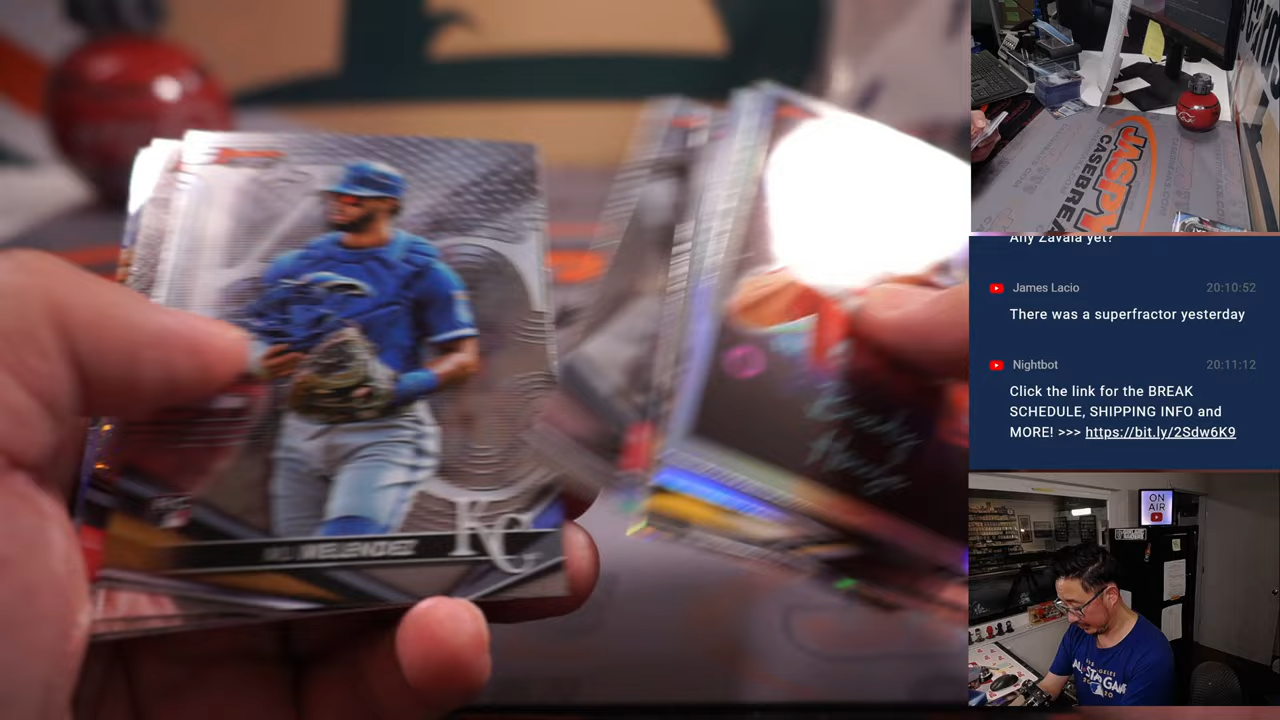 MELENDEZ
KC
JASPY
CASEBREA
Any Zavala yet?
James Lacio 20:10:52
There was a superfractor yesterday
Nightbot 20:11:12
Click the link for the BREAK
SCHEDULE, SHIPPING INFO and
MORE! >>> https://bit.ly/2Sdw6K9
ON
AIR